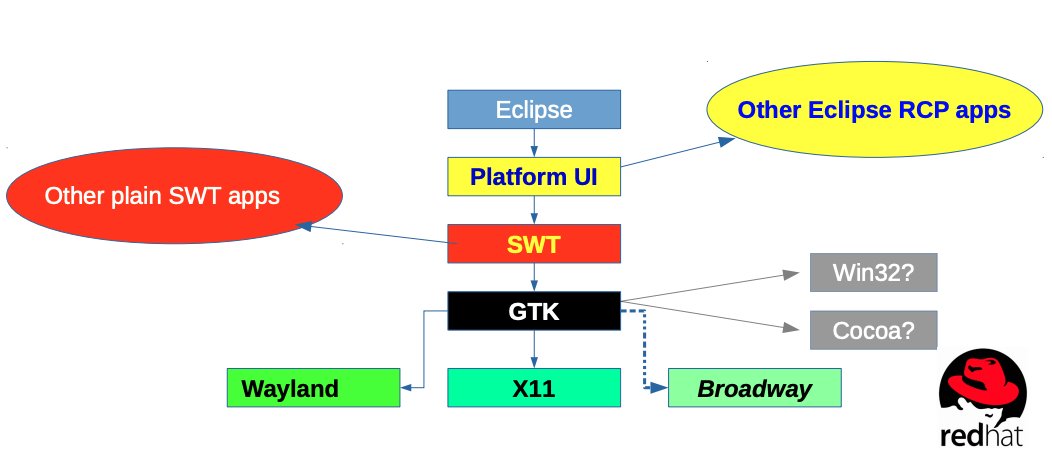 Eclipse
Other Eclipse RCP apps
Platform UI
Other plain SWT apps
SWT
Win32?
GTK
Cocoa?
Wayland
X11
Broadway
redhat